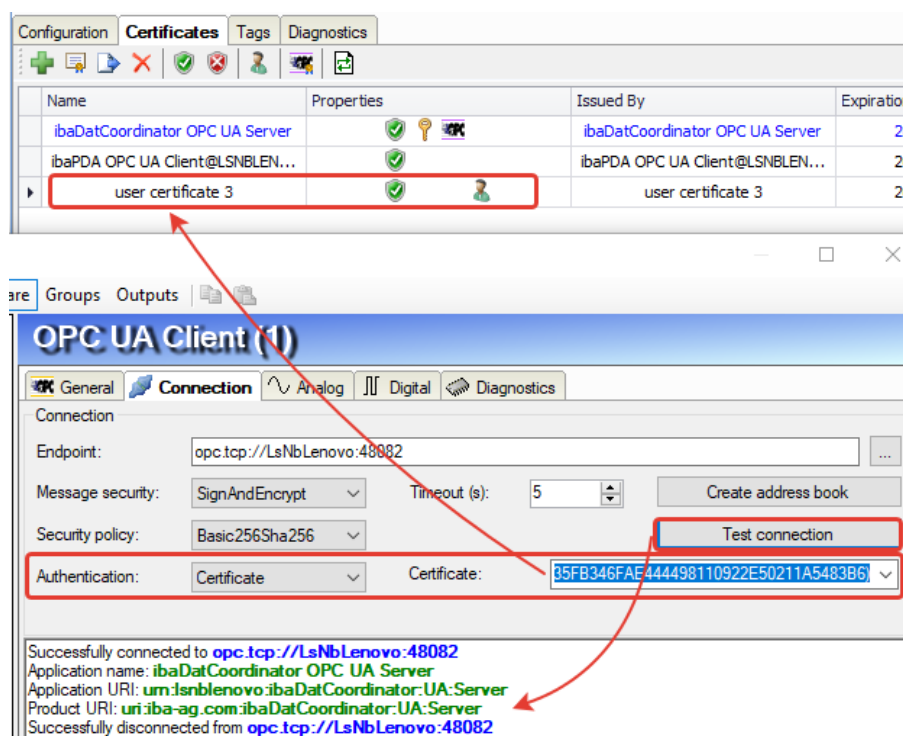 Configuration Certificates Tags Diagnostics
Name Properties Issued By Expiratio
ibaDatCoordinator OPC UA Server ibaDatCoordinator OPC UA Server 2
ibaPDA OPC UA Client@LSNBLEN... ibaPDA OPC UA Client@LSNBLEN... 2
user certificate 3 user certificate 3 2
are Groups Outputs
OPC UA Client (1)
General Connection Analog Digital Diagnostics
Connection
Endpoint: opc.tcp://LsNbLenovo:48082 ...
Message security: SignAndEncrypt Timeout (s): 5 Create address book
Security policy: Basic256Sha256 Test connection
Authentication: Certificate Certificate: 35FB346FAE444498110922E50211A5483B6)
Successfully connected to opc.tcp://LsNbLenovo:48082
Application name: ibaDatCoordinator OPC UA Server
Application URI: urn:lsnblenovo:ibaDatCoordinator:UA:Server
Product URI: uri:iba-ag.com:ibaDatCoordinator:UA:Server
Successfully disconnected from opc.tcp://LsNbLenovo:48082